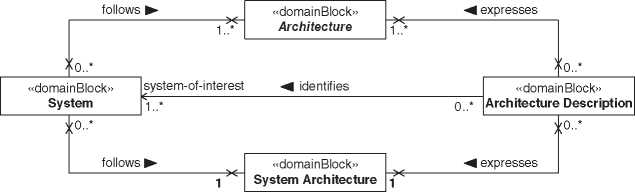 follows ►
«domainBlock»
Architecture
◄ expresses
1..*
1..*
0..*
0..*
«domainBlock»
System
system-of-interest
◄ identifies
«domainBlock»
Architecture Description
1..*
0..*
0..*
0..*
follows ►
«domainBlock»
System Architecture
◄ expresses
1
1